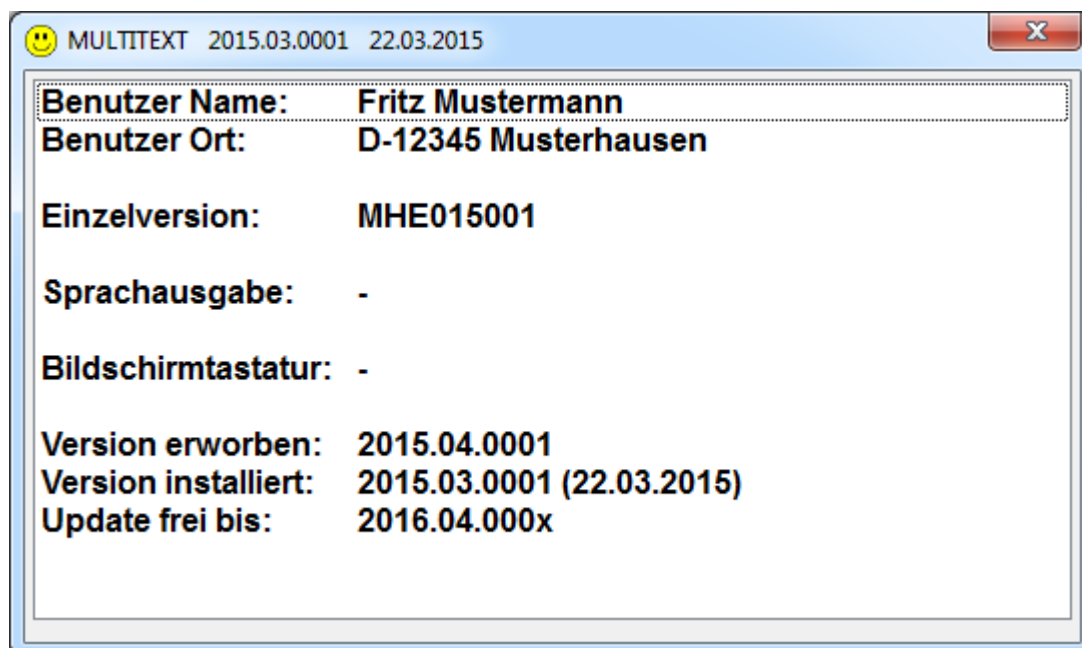 MULTITEXT 2015.03.0001 22.03.2015
Benutzer Name: Fritz Mustermann
Benutzer Ort: D-12345 Musterhausen
Einzelversion: MHE015001
Sprachausgabe: -
Bildschirmtastatur: -
Version erworben: 2015.04.0001
Version installiert: 2015.03.0001 (22.03.2015)
Update frei bis: 2016.04.000x